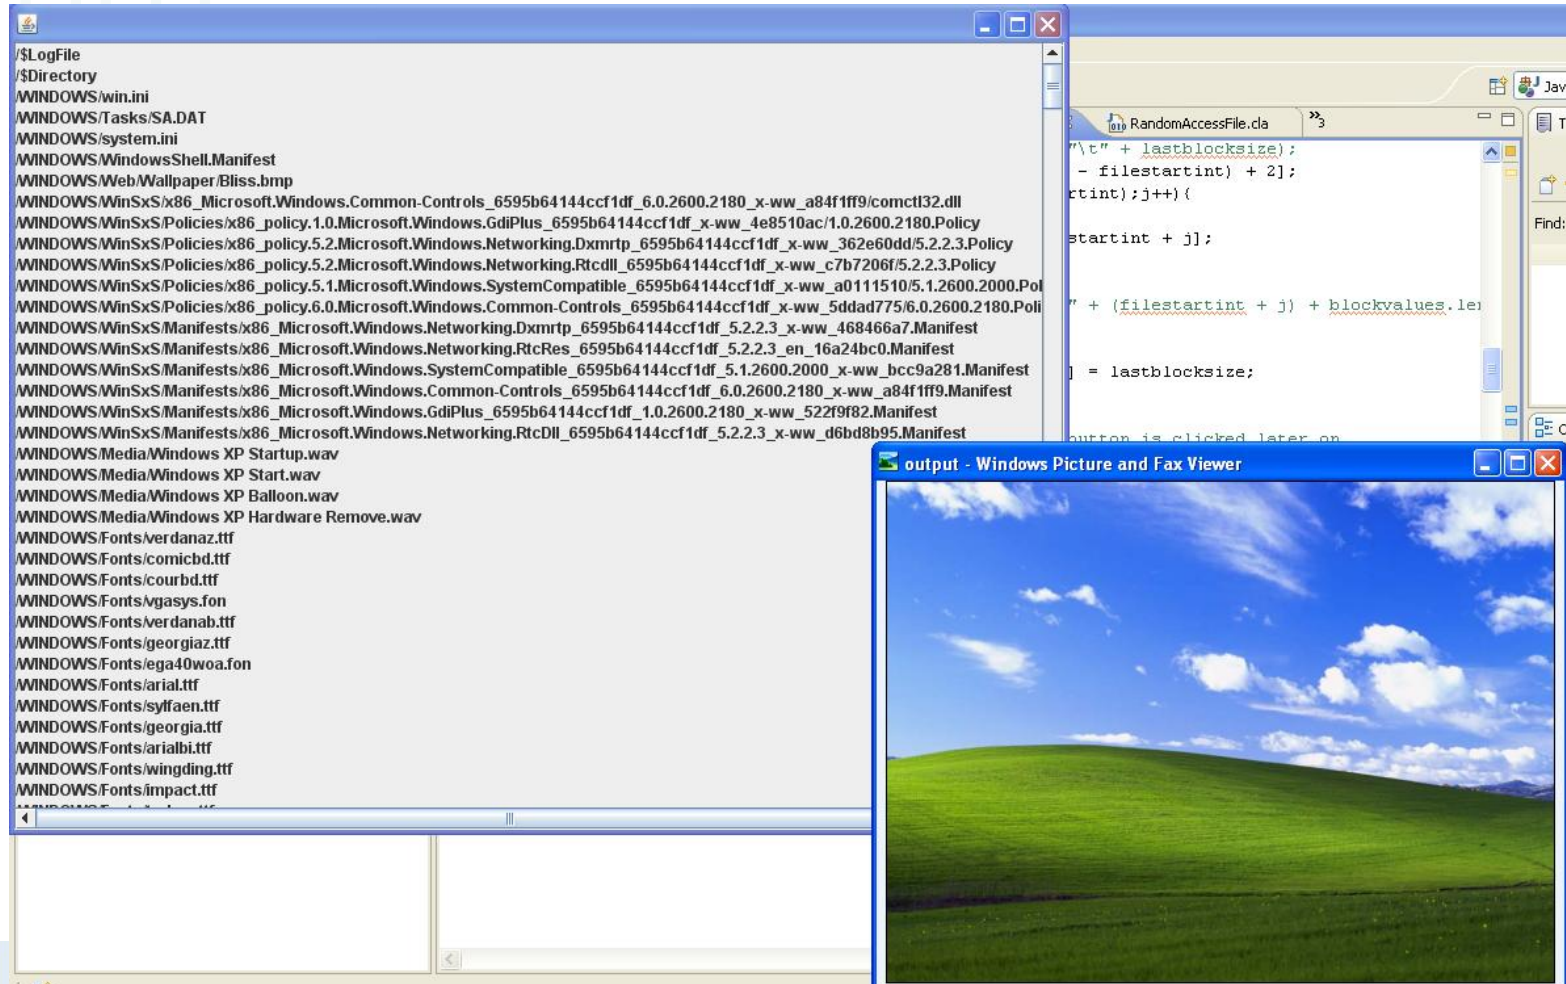 /$LogFile
/$Directory
/WINDOWS/win.ini
/WINDOWS/Tasks/SA.DAT
/WINDOWS/system.ini
/WINDOWS/WindowsShell.Manifest
/WINDOWS/Web/Wallpaper/Bliss.bmp
/WINDOWS/WinSxS/x86_Microsoft.Windows.Common-Controls_6595b64144ccf1df_6.0.2600.2180_x-ww_a84f1ff9/comctl32.dll
/WINDOWS/WinSxS/Policies/x86_policy.1.0.Microsoft.Windows.GdiPlus_6595b64144ccf1df_x-ww_4e8510ac/1.0.2600.2180.Policy
/WINDOWS/WinSxS/Policies/x86_policy.5.2.Microsoft.Windows.Networking.Dxmrtp_6595b64144ccf1df_x-ww_362e60dd/5.2.2.3.Policy
/WINDOWS/WinSxS/Policies/x86_policy.5.2.Microsoft.Windows.Networking.Rtcdll_6595b64144ccf1df_x-ww_c7b7206f/5.2.2.3.Policy
/WINDOWS/WinSxS/Policies/x86_policy.5.1.Microsoft.Windows.SystemCompatible_6595b64144ccf1df_x-ww_a0111510/5.1.2600.2000.Pol
/WINDOWS/WinSxS/Policies/x86_policy.6.0.Microsoft.Windows.Common-Controls_6595b64144ccf1df_x-ww_5ddad775/6.0.2600.2180.Poli
/WINDOWS/WinSxS/Manifests/x86_Microsoft.Windows.Networking.Dxmrtp_6595b64144ccf1df_5.2.2.3_x-ww_468466a7.Manifest
/WINDOWS/WinSxS/Manifests/x86_Microsoft.Windows.Networking.RtcRes_6595b64144ccf1df_5.2.2.3_en_16a24bc0.Manifest
/WINDOWS/WinSxS/Manifests/x86_Microsoft.Windows.SystemCompatible_6595b64144ccf1df_5.1.2600.2000_x-ww_bcc9a281.Manifest
/WINDOWS/WinSxS/Manifests/x86_Microsoft.Windows.Common-Controls_6595b64144ccf1df_6.0.2600.2180_x-ww_a84f1ff9.Manifest
/WINDOWS/WinSxS/Manifests/x86_Microsoft.Windows.GdiPlus_6595b64144ccf1df_1.0.2600.2180_x-ww_522f9f82.Manifest
/WINDOWS/WinSxS/Manifests/x86_Microsoft.Windows.Networking.RtcDll_6595b64144ccf1df_5.2.2.3_x-ww_d6bd8b95.Manifest
/WINDOWS/Media/Windows XP Startup.wav
/WINDOWS/Media/Windows XP Start.wav
/WINDOWS/Media/Windows XP Balloon.wav
/WINDOWS/Media/Windows XP Hardware Remove.wav
/WINDOWS/Fonts/verdanaz.ttf
/WINDOWS/Fonts/comicbd.ttf
/WINDOWS/Fonts/courbd.ttf
/WINDOWS/Fonts/vgasys.fon
/WINDOWS/Fonts/verdanab.ttf
/WINDOWS/Fonts/georgiaz.ttf
/WINDOWS/Fonts/ega40woa.fon
/WINDOWS/Fonts/arial.ttf
/WINDOWS/Fonts/sylfaen.ttf
/WINDOWS/Fonts/georgia.ttf
/WINDOWS/Fonts/arialbi.ttf
/WINDOWS/Fonts/wingding.ttf
/WINDOWS/Fonts/impact.ttf
Jav
RandomAccessFile.cla
»3
"\t" + lastblocksize);
- filestartint) + 2];
rtint);j++){
startint + j];
" + (filestartint + j) + blockvalues.le
] = lastblocksize;
button is clicked later on
Find:
output - Windows Picture and Fax Viewer